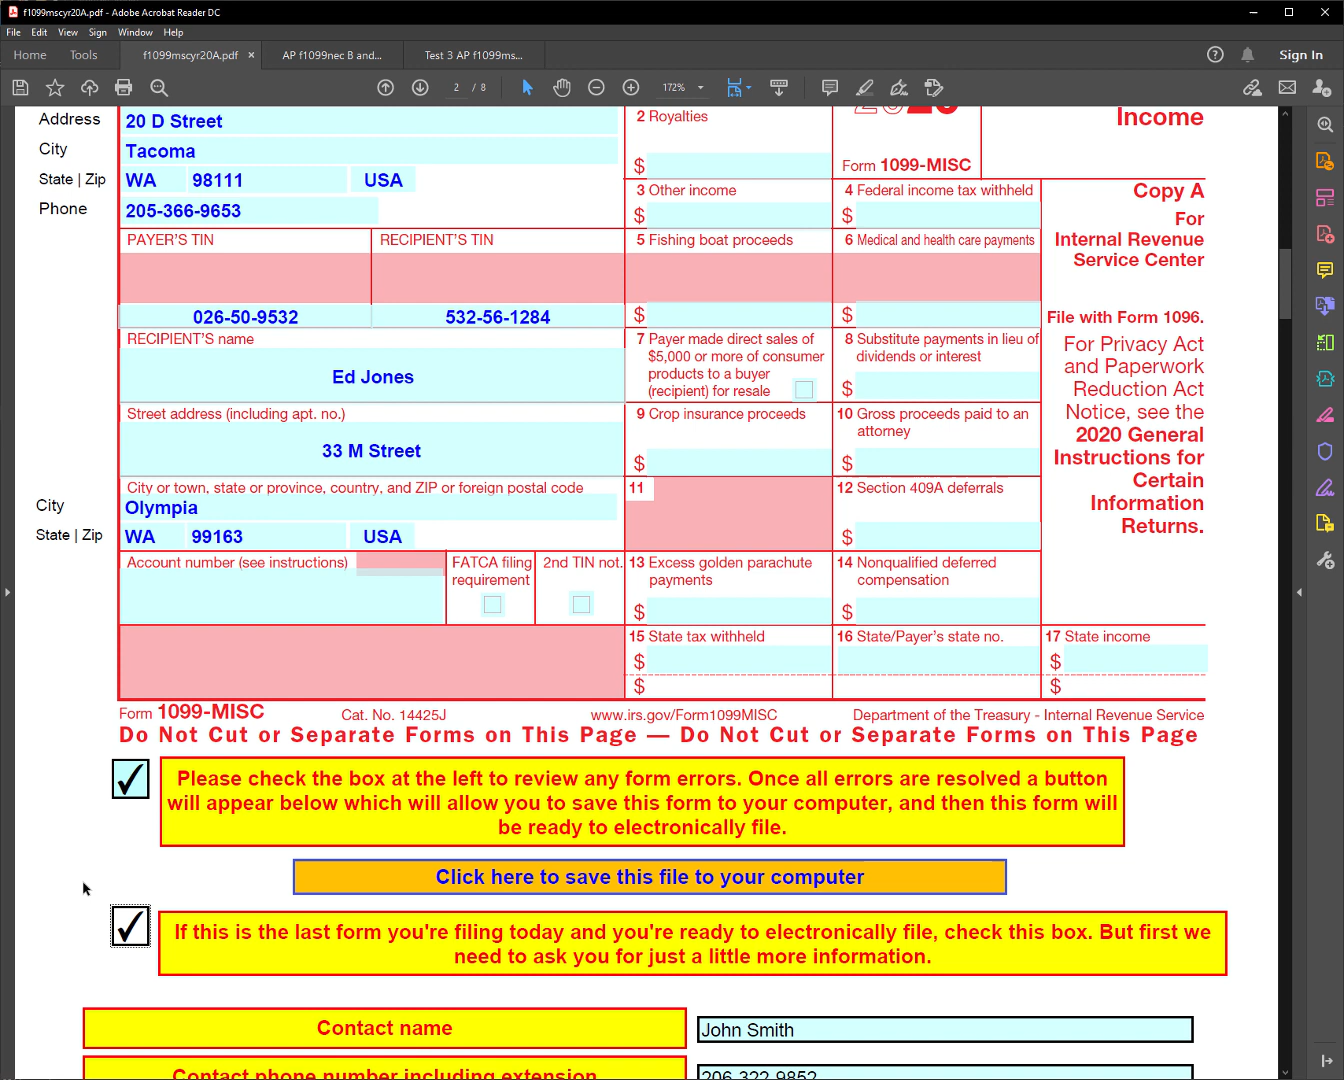 f1099mscyr20A.pdf - Adobe Acrobat Reader DC
File Edit View Sign Window Help
Home Tools f1099mscyr20A.pdf × AP f1099nec B and... Test 3 AP f1099ms... Sign In
2 / 8 172%
Address 20 D Street
City Tacoma
State | Zip WA 98111 USA
Phone 205-366-9653
2 Royalties
$
2020
Form 1099-MISC
Income
3 Other income
$
4 Federal income tax withheld
$
Copy A
For
Internal Revenue
Service Center
PAYER'S TIN
026-50-9532
RECIPIENT'S TIN
532-56-1284
5 Fishing boat proceeds
$
6 Medical and health care payments
$
File with Form 1096.
For Privacy Act
and Paperwork
Reduction Act
Notice, see the
2020 General
Instructions for
Certain
Information
Returns.
RECIPIENT'S name
Ed Jones
7 Payer made direct sales of
$5,000 or more of consumer
products to a buyer
(recipient) for resale
8 Substitute payments in lieu of
dividends or interest
$
Street address (including apt. no.)
33 M Street
9 Crop insurance proceeds
$
10 Gross proceeds paid to an
attorney
$
City or town, state or province, country, and ZIP or foreign postal code
City Olympia
State | Zip WA 99163 USA
11
12 Section 409A deferrals
$
Account number (see instructions)
FATCA filing
requirement
2nd TIN not.
13 Excess golden parachute
payments
$
14 Nonqualified deferred
compensation
$
15 State tax withheld
$
$
16 State/Payer's state no.
17 State income
$
$
Form 1099-MISC Cat. No. 14425J www.irs.gov/Form1099MISC Department of the Treasury - Internal Revenue Service
Do Not Cut or Separate Forms on This Page — Do Not Cut or Separate Forms on This Page
Please check the box at the left to review any form errors. Once all errors are resolved a button
will appear below which will allow you to save this form to your computer, and then this form will
be ready to electronically file.
Click here to save this file to your computer
If this is the last form you're filing today and you're ready to electronically file, check this box. But first we
need to ask you for just a little more information.
Contact name John Smith
Contact phone number including extension 206-322-9852